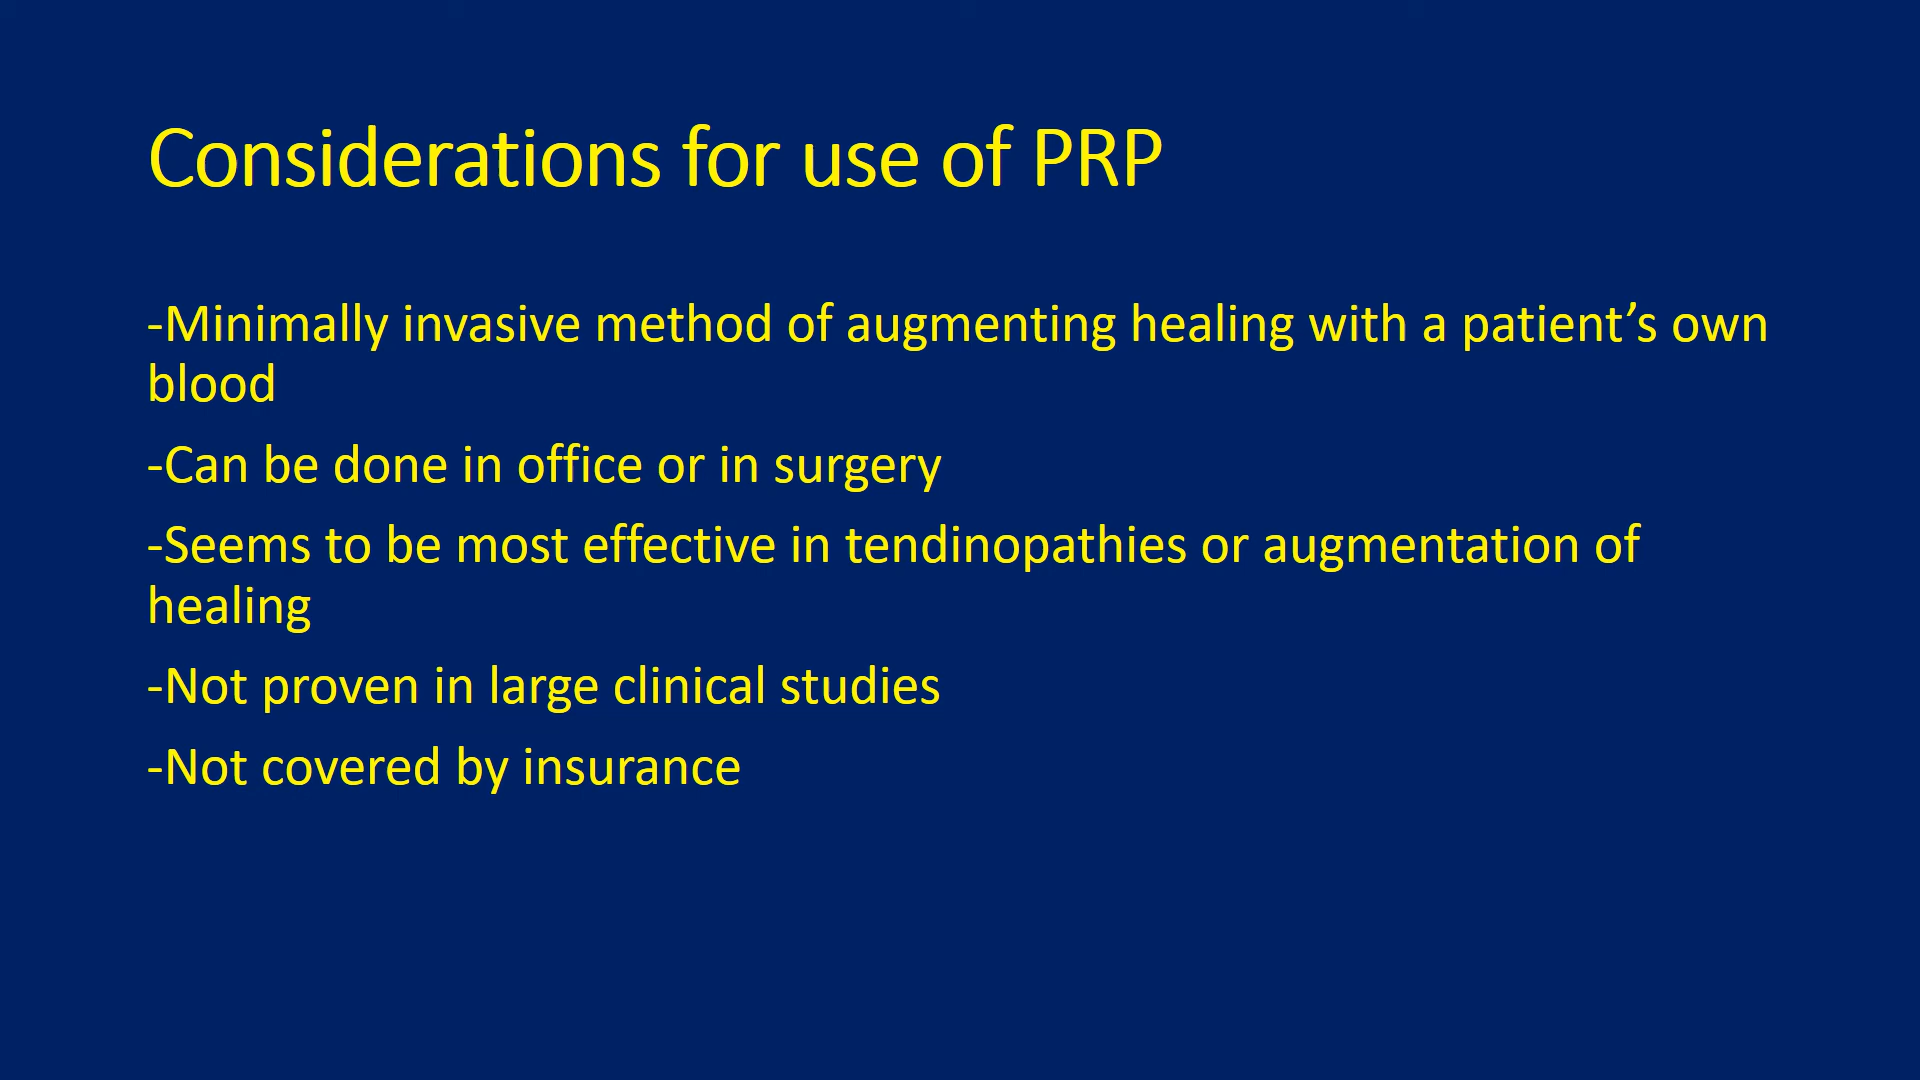 Considerations for use of PRP
-Minimally invasive method of augmenting healing with a patient’s own
blood
-Can be done in office or in surgery
-Seems to be most effective in tendinopathies or augmentation of
healing
-Not proven in large clinical studies
-Not covered by insurance